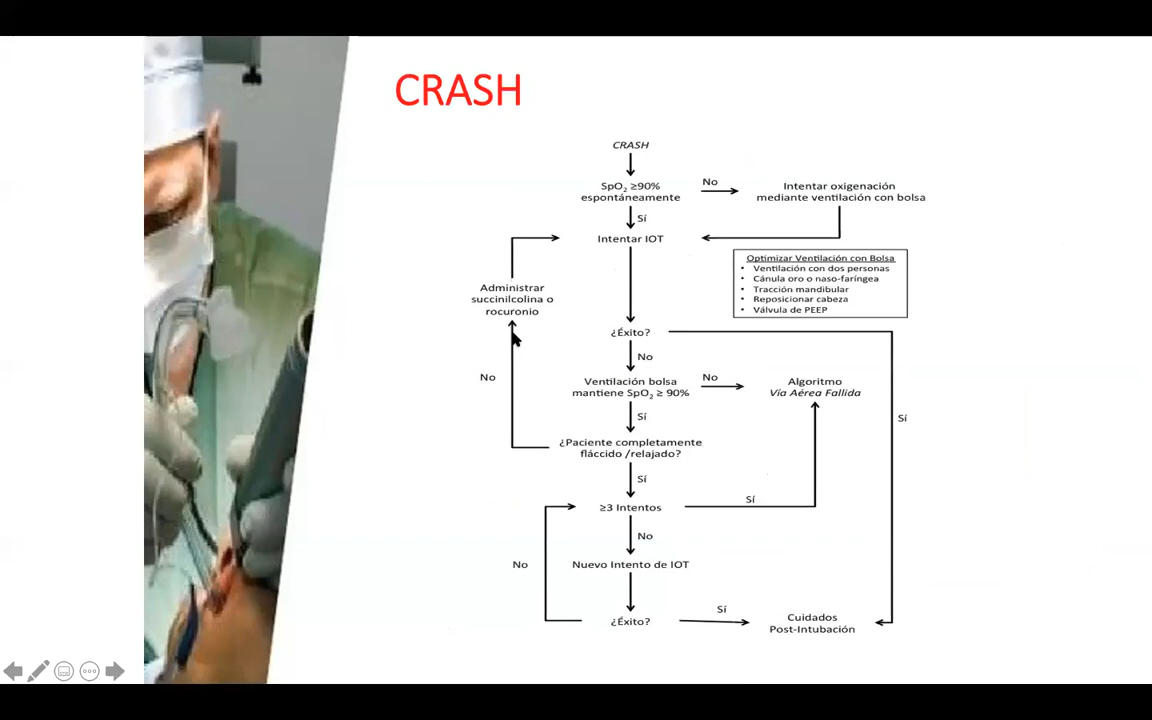 CRASH
CRASH
SpO₂ ≥90%
espontáneamente
No
Intentar oxigenación
mediante ventilación con bolsa
Sí
Intentar IOT
Optimizar Ventilación con Bolsa
• Ventilación con dos personas
• Cánula oro o naso-faríngea
• Tracción mandibular
• Reposicionar cabeza
• Válvula de PEEP
Administrar
succinilcolina o
rocuronio
¿Éxito?
No
Ventilación bolsa
mantiene SpO₂ ≥ 90%
No
Algoritmo
Vía Aérea Fallida
No
Sí
Sí
¿Paciente completamente
fláccido /relajado?
Sí
≥3 Intentos
Sí
No
Nuevo Intento de IOT
No
¿Éxito?
Sí
Cuidados
Post-Intubación